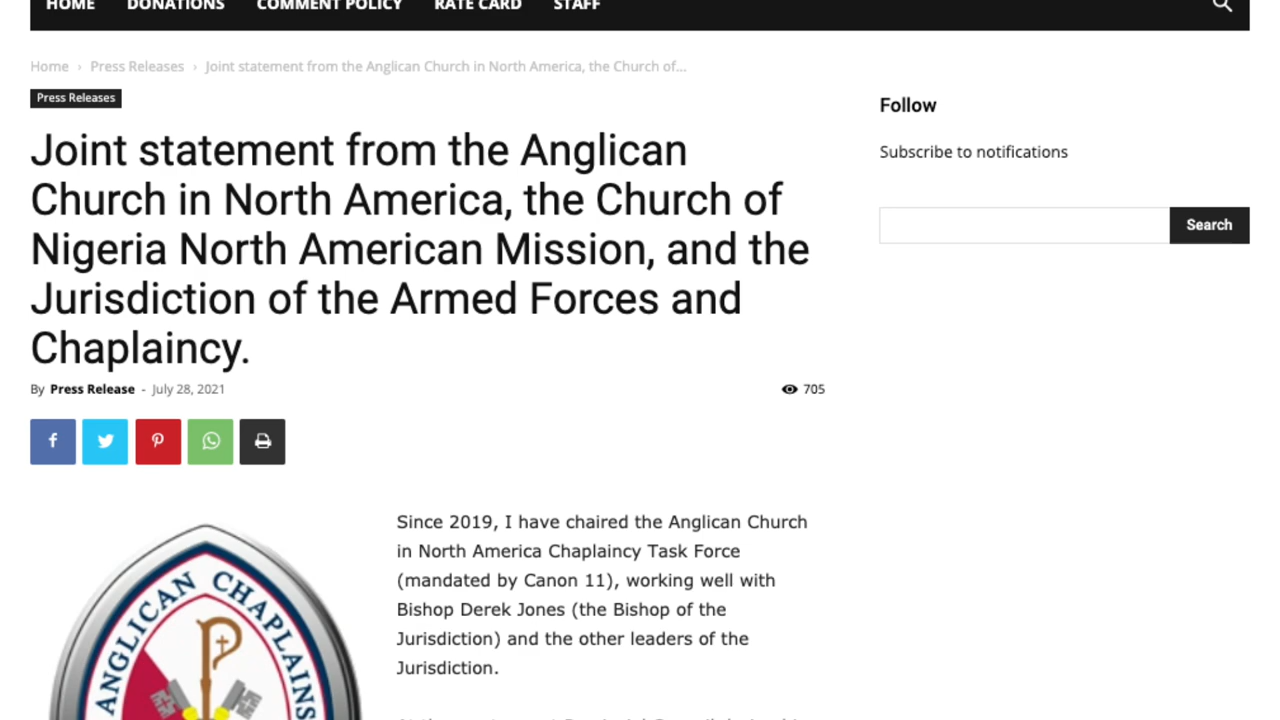 HOME DONATIONS COMMENT POLICY RATE CARD STAFF
Home › Press Releases › Joint statement from the Anglican Church in North America, the Church of...
Press Releases
Joint statement from the Anglican
Church in North America, the Church of
Nigeria North American Mission, and the
Jurisdiction of the Armed Forces and
Chaplaincy.
By Press Release - July 28, 2021
705
Follow
Subscribe to notifications
Search
ANGLICAN CHAPLAINS
Since 2019, I have chaired the Anglican Church
in North America Chaplaincy Task Force
(mandated by Canon 11), working well with
Bishop Derek Jones (the Bishop of the
Jurisdiction) and the other leaders of the
Jurisdiction.